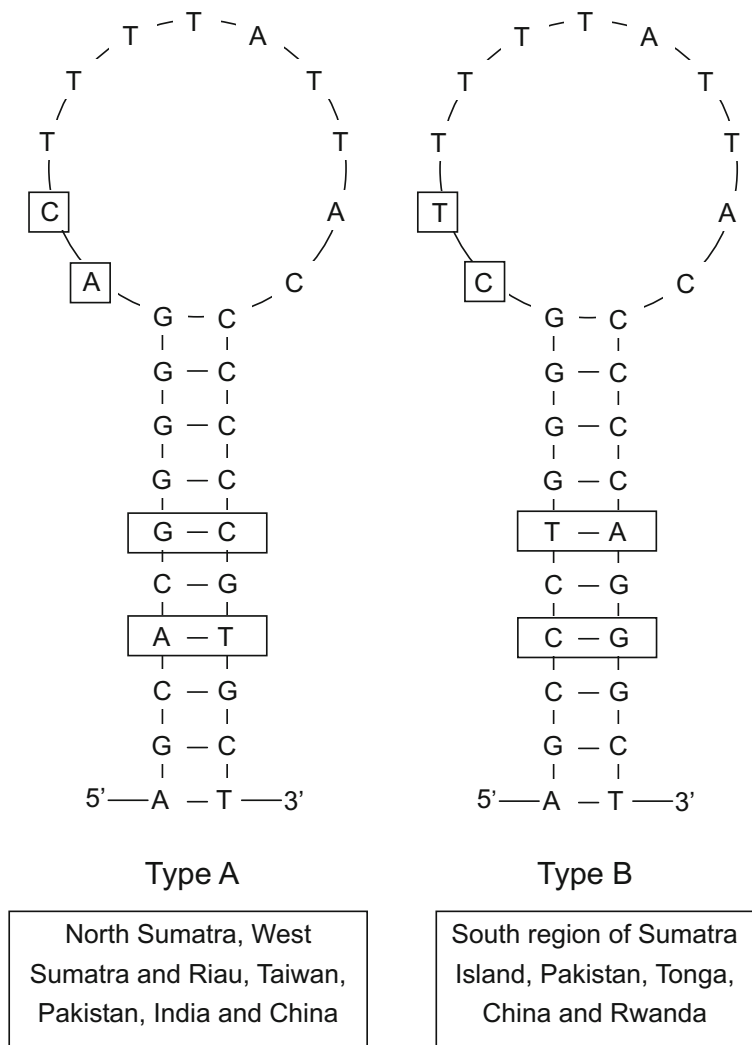 T T A
T T
T T
C A
A C
G – C
G – C
G – C
G – C
G – C
C – G
A – T
C – G
G – C
5’ A – T 3’
Type A
North Sumatra, West
Sumatra and Riau, Taiwan,
Pakistan, India and China
T T A
T T
T T
T A
C C
G – C
G – C
G – C
G – C
T – A
C – G
C – G
C – G
G – C
5’ A – T 3’
Type B
South region of Sumatra
Island, Pakistan, Tonga,
China and Rwanda